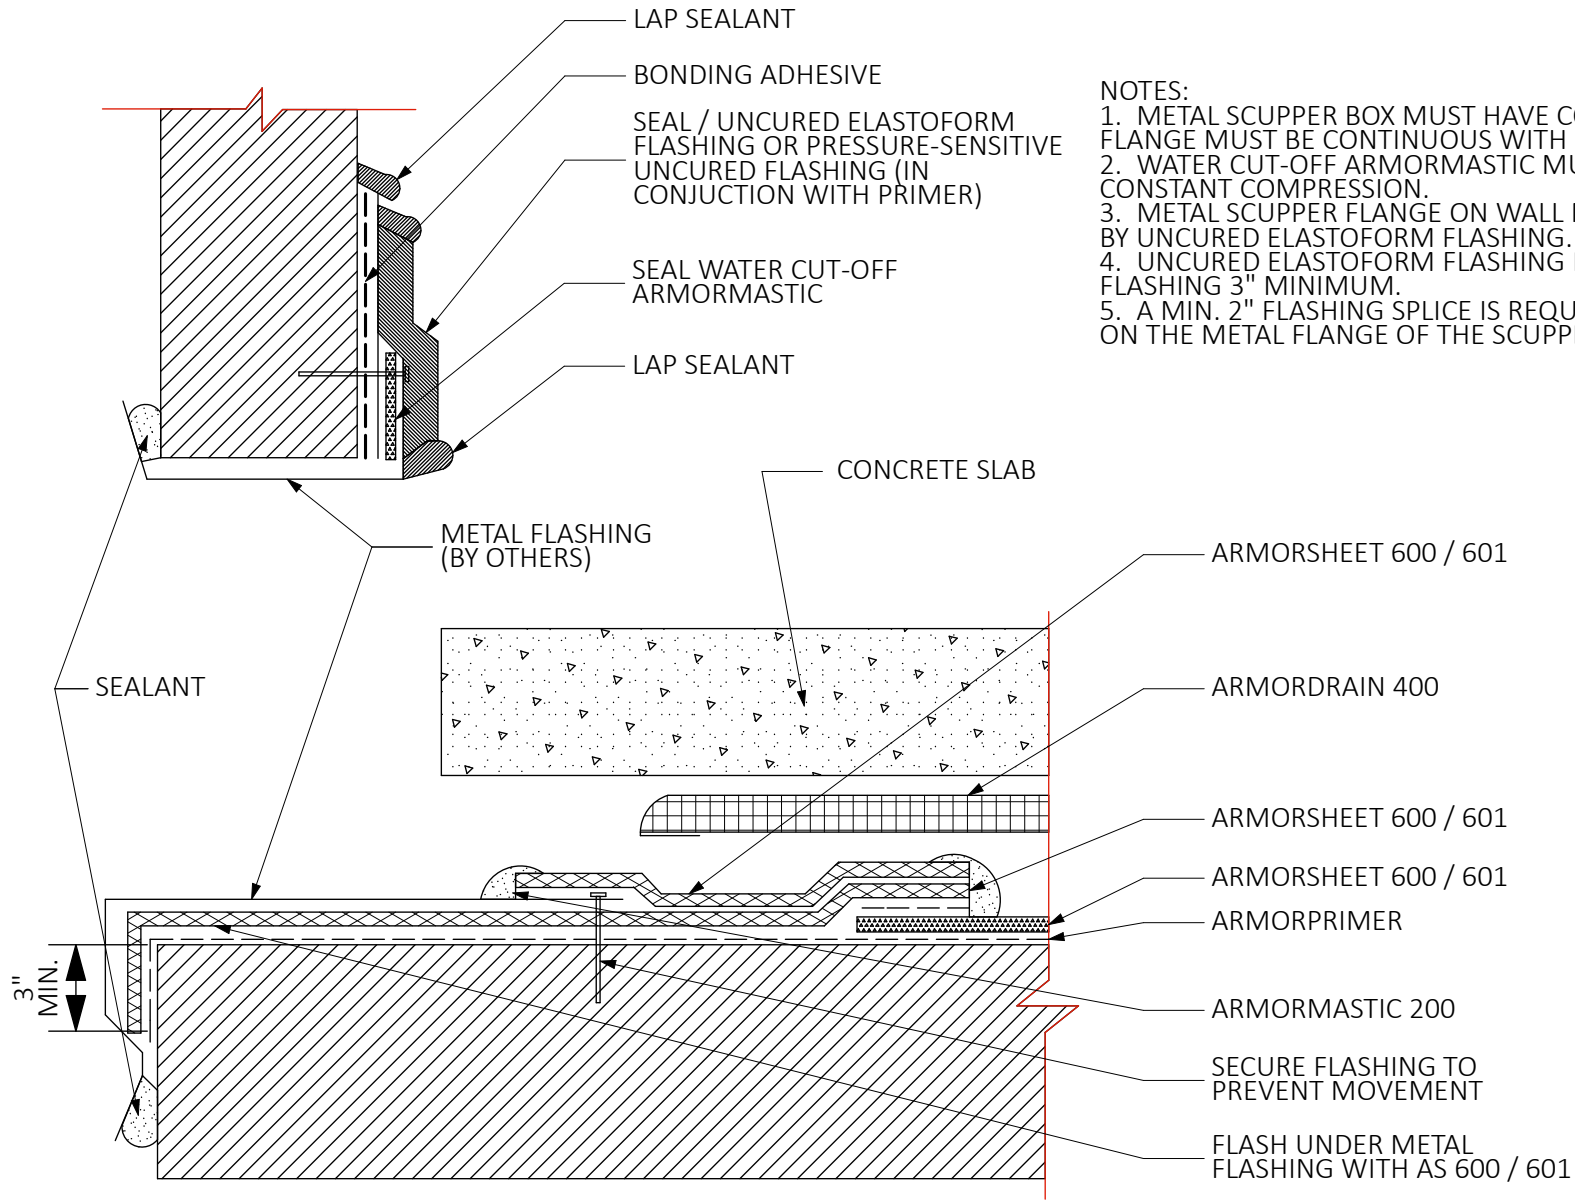 LAP SEALANT
BONDING ADHESIVE
SEAL / UNCURED ELASTOFORM
FLASHING OR PRESSURE-SENSITIVE
UNCURED FLASHING (IN
CONJUCTION WITH PRIMER)
SEAL WATER CUT-OFF
ARMORMASTIC
LAP SEALANT
NOTES:
1. METAL SCUPPER BOX MUST HAVE
FLANGE MUST BE CONTINUOUS WITH
2. WATER CUT-OFF ARMORMASTIC
CONSTANT COMPRESSION.
3. METAL SCUPPER FLANGE ON WALL
BY UNCURED ELASTOFORM FLASHING.
4. UNCURED ELASTOFORM FLASHING
FLASHING 3" MINIMUM.
5. A MIN. 2" FLASHING SPLICE IS
ON THE METAL FLANGE OF THE
CONCRETE SLAB
METAL FLASHING
(BY OTHERS)
ARMORSHEET 600 / 601
SEALANT
ARMORDRAIN 400
ARMORSHEET 600 / 601
ARMORSHEET 600 / 601
ARMORPRIMER
3"
MIN.
ARMORMASTIC 200
SECURE FLASHING TO
PREVENT MOVEMENT
FLASH UNDER METAL
FLASHING WITH AS 600 / 601